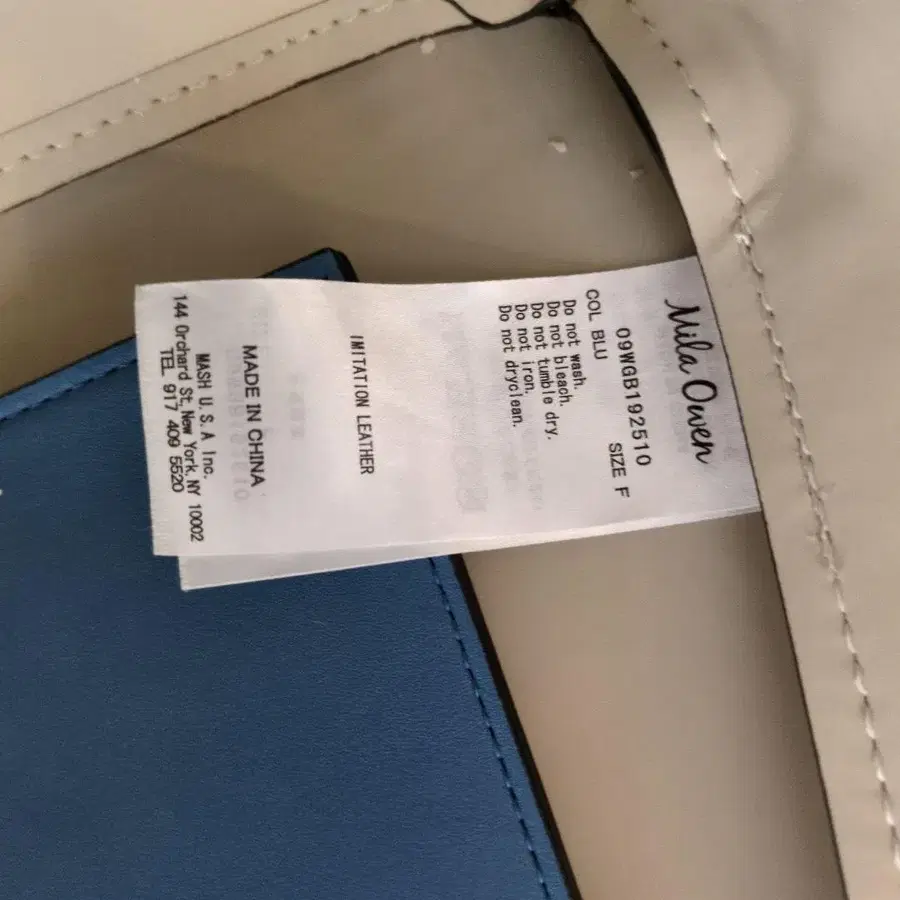 Mila Owen
09WGB192510
COL BLU SIZE F
Do not wash.
Do not bleach.
Do not tumble dry.
Do not iron.
Do not dryclean.
IMITATION LEATHER
MADE IN CHINA
MASH U.S.A Inc.
144 Orchard St, New York, NY 10002
TEL 917 409 5520